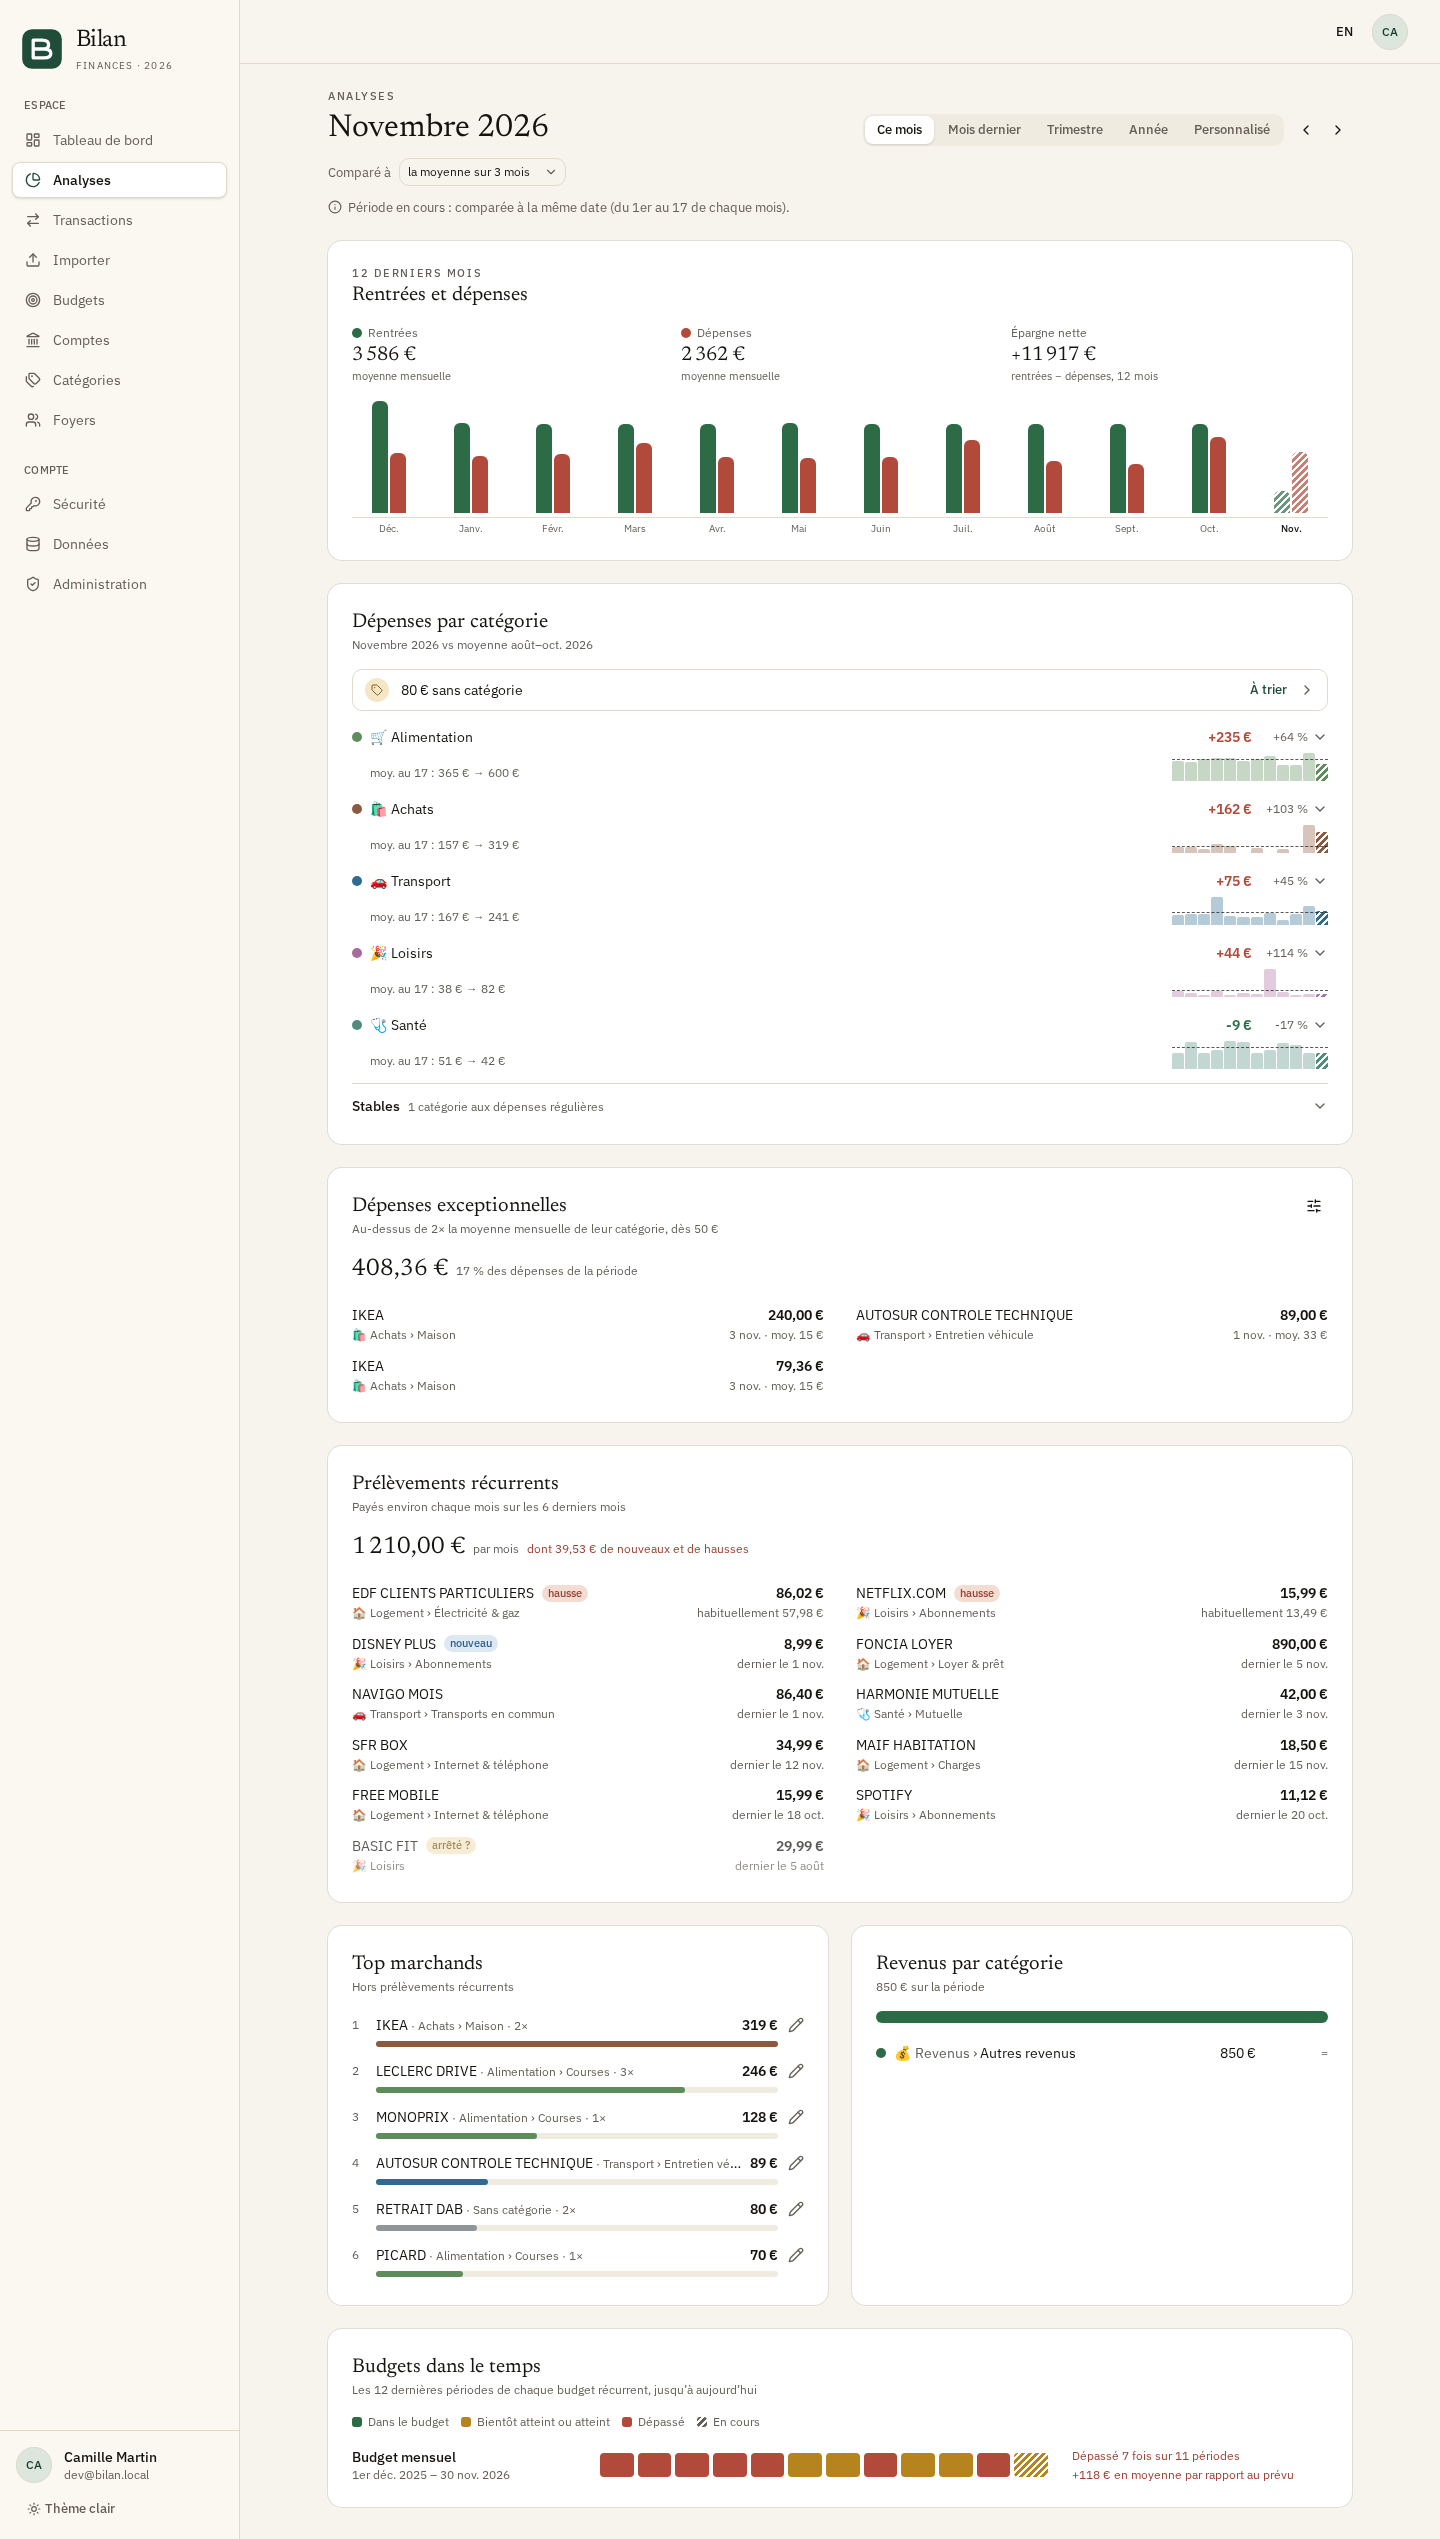 Bilan
FINANCES · 2026
ESPACE
Tableau de bord
Analyses
Transactions
Importer
Budgets
Comptes
Catégories
Foyers
COMPTE
Sécurité
Données
Administration
CA
Camille Martin
dev@bilan.local
Thème clair
EN
CA
ANALYSES
Novembre 2026
Ce mois
Mois dernier
Trimestre
Année
Personnalisé
Comparé à la moyenne sur 3 mois
Période en cours : comparée à la même date (du 1er au 17 de chaque mois).
12 DERNIERS MOIS
Rentrées et dépenses
Rentrées
3 586 €
moyenne mensuelle
Dépenses
2 362 €
moyenne mensuelle
Épargne nette
+11 917 €
rentrées – dépenses, 12 mois
Déc. Janv. Févr. Mars Avr. Mai Juin Juil. Août Sept. Oct. Nov.
Dépenses par catégorie
Novembre 2026 vs moyenne août–oct. 2026
80 € sans catégorie À trier
Alimentation +235 € +64 %
moy. au 17 : 365 € → 600 €
Achats +162 € +103 %
moy. au 17 : 157 € → 319 €
Transport +75 € +45 %
moy. au 17 : 167 € → 241 €
Loisirs +44 € +114 %
moy. au 17 : 38 € → 82 €
Santé -9 € -17 %
moy. au 17 : 51 € → 42 €
Stables 1 catégorie aux dépenses régulières
Dépenses exceptionnelles
Au-dessus de 2× la moyenne mensuelle de leur catégorie, dès 50 €
408,36 € 17 % des dépenses de la période
IKEA 240,00 €
Achats › Maison 3 nov. · moy. 15 €
AUTOSUR CONTROLE TECHNIQUE 89,00 €
Transport › Entretien véhicule 1 nov. · moy. 33 €
IKEA 79,36 €
Achats › Maison 3 nov. · moy. 15 €
Prélèvements récurrents
Payés environ chaque mois sur les 6 derniers mois
1 210,00 € par mois dont 39,53 € de nouveaux et de hausses
EDF CLIENTS PARTICULIERS hausse 86,02 €
Logement › Électricité & gaz habituellement 57,98 €
NETFLIX.COM hausse 15,99 €
Loisirs › Abonnements habituellement 13,49 €
DISNEY PLUS nouveau 8,99 €
Loisirs › Abonnements dernier le 1 nov.
FONCIA LOYER 890,00 €
Logement › Loyer & prêt dernier le 5 nov.
NAVIGO MOIS 86,40 €
Transport › Transports en commun dernier le 1 nov.
HARMONIE MUTUELLE 42,00 €
Santé › Mutuelle dernier le 3 nov.
SFR BOX 34,99 €
Logement › Internet & téléphone dernier le 12 nov.
MAIF HABITATION 18,50 €
Logement › Charges dernier le 15 nov.
FREE MOBILE 15,99 €
Logement › Internet & téléphone dernier le 18 oct.
SPOTIFY 11,12 €
Loisirs › Abonnements dernier le 20 oct.
BASIC FIT arrêté ? 29,99 €
Loisirs dernier le 5 août
Top marchands
Hors prélèvements récurrents
1 IKEA · Achats › Maison · 2× 319 €
2 LECLERC DRIVE · Alimentation › Courses · 3× 246 €
3 MONOPRIX · Alimentation › Courses · 1× 128 €
4 AUTOSUR CONTROLE TECHNIQUE · Transport › Entretien vé... 89 €
5 RETRAIT DAB · Sans catégorie · 2× 80 €
6 PICARD · Alimentation › Courses · 1× 70 €
Revenus par catégorie
850 € sur la période
Revenus › Autres revenus 850 € =
Budgets dans le temps
Les 12 dernières périodes de chaque budget récurrent, jusqu'à aujourd'hui
Dans le budget Bientôt atteint ou atteint Dépassé En cours
Budget mensuel
1er déc. 2025 – 30 nov. 2026
Dépassé 7 fois sur 11 périodes
+118 € en moyenne par rapport au prévu